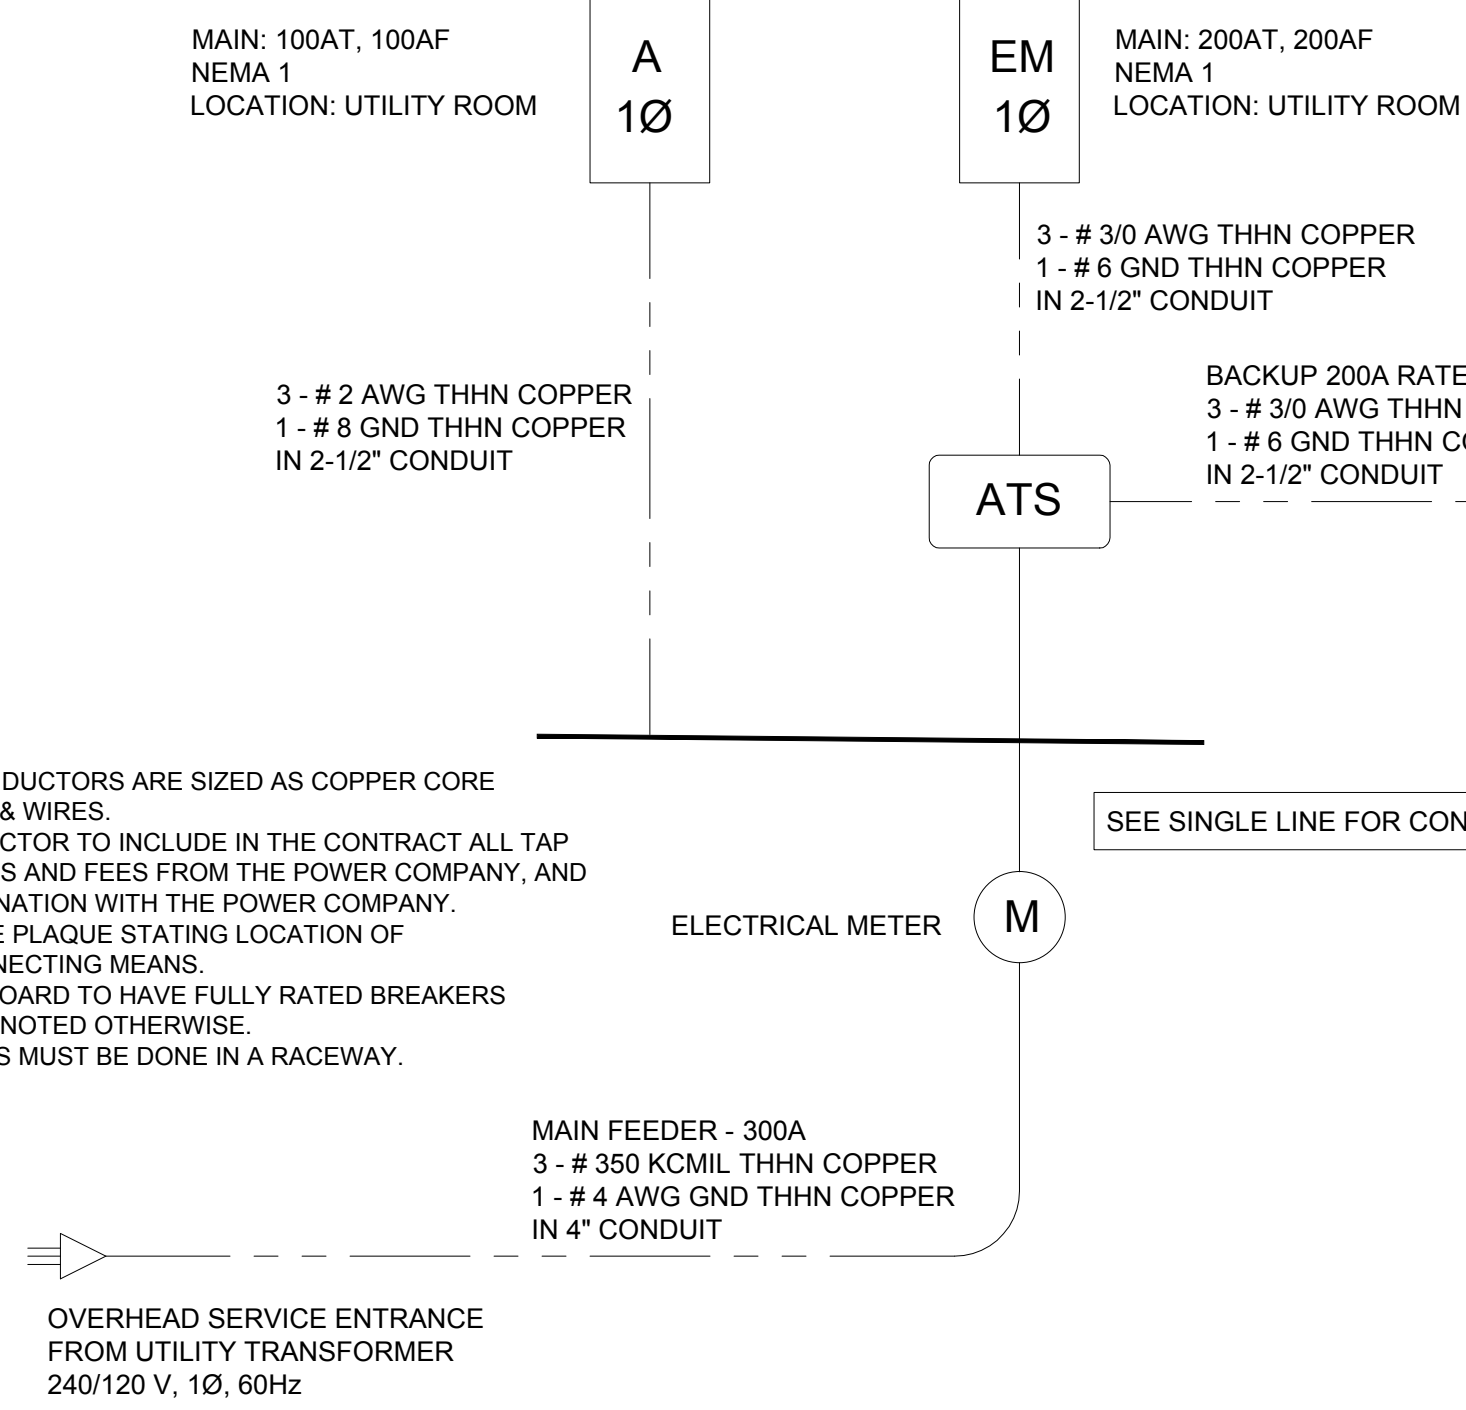 MAIN: 100AT, 100AF
NEMA 1
LOCATION: UTILITY ROOM
A
1Ø
EM
1Ø
MAIN: 200AT, 200AF
NEMA 1
LOCATION: UTILITY ROOM
3 - # 3/0 AWG THHN COPPER
1 - # 6 GND THHN COPPER
IN 2-1/2" CONDUIT
3 - # 2 AWG THHN COPPER
1 - # 8 GND THHN COPPER
IN 2-1/2" CONDUIT
BACKUP 200A RATE
3 - # 3/0 AWG THHN
1 - # 6 GND THHN CO
IN 2-1/2" CONDUIT
ATS
DUCTORS ARE SIZED AS COPPER CORE
& WIRES.
CTOR TO INCLUDE IN THE CONTRACT ALL TAP
S AND FEES FROM THE POWER COMPANY, AND
NATION WITH THE POWER COMPANY.
E PLAQUE STATING LOCATION OF
NECTING MEANS.
OARD TO HAVE FULLY RATED BREAKERS
NOTED OTHERWISE.
S MUST BE DONE IN A RACEWAY.
SEE SINGLE LINE FOR CON
ELECTRICAL METER
M
MAIN FEEDER - 300A
3 - # 350 KCMIL THHN COPPER
1 - # 4 AWG GND THHN COPPER
IN 4" CONDUIT
OVERHEAD SERVICE ENTRANCE
FROM UTILITY TRANSFORMER
240/120 V, 1Ø, 60Hz